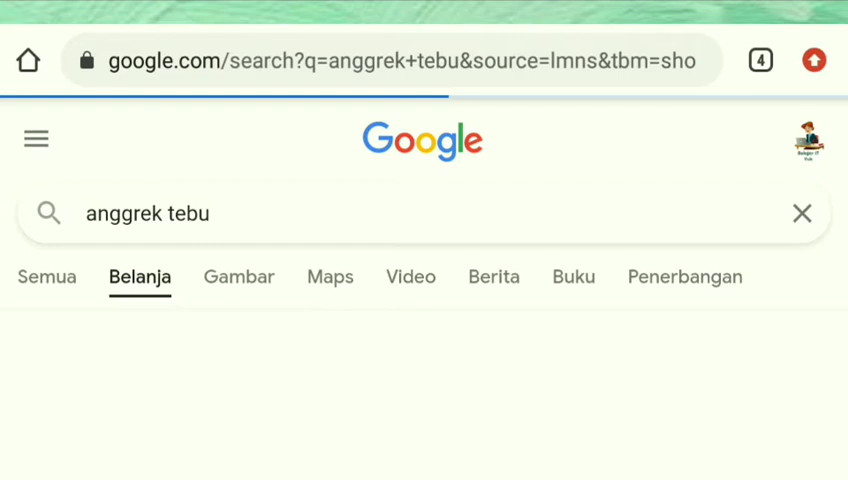 google.com/search?q=anggrek+tebu&source=lmns&tbm=sho
4
Google
anggrek tebu
Semua Belanja Gambar Maps Video Berita Buku Penerbangan